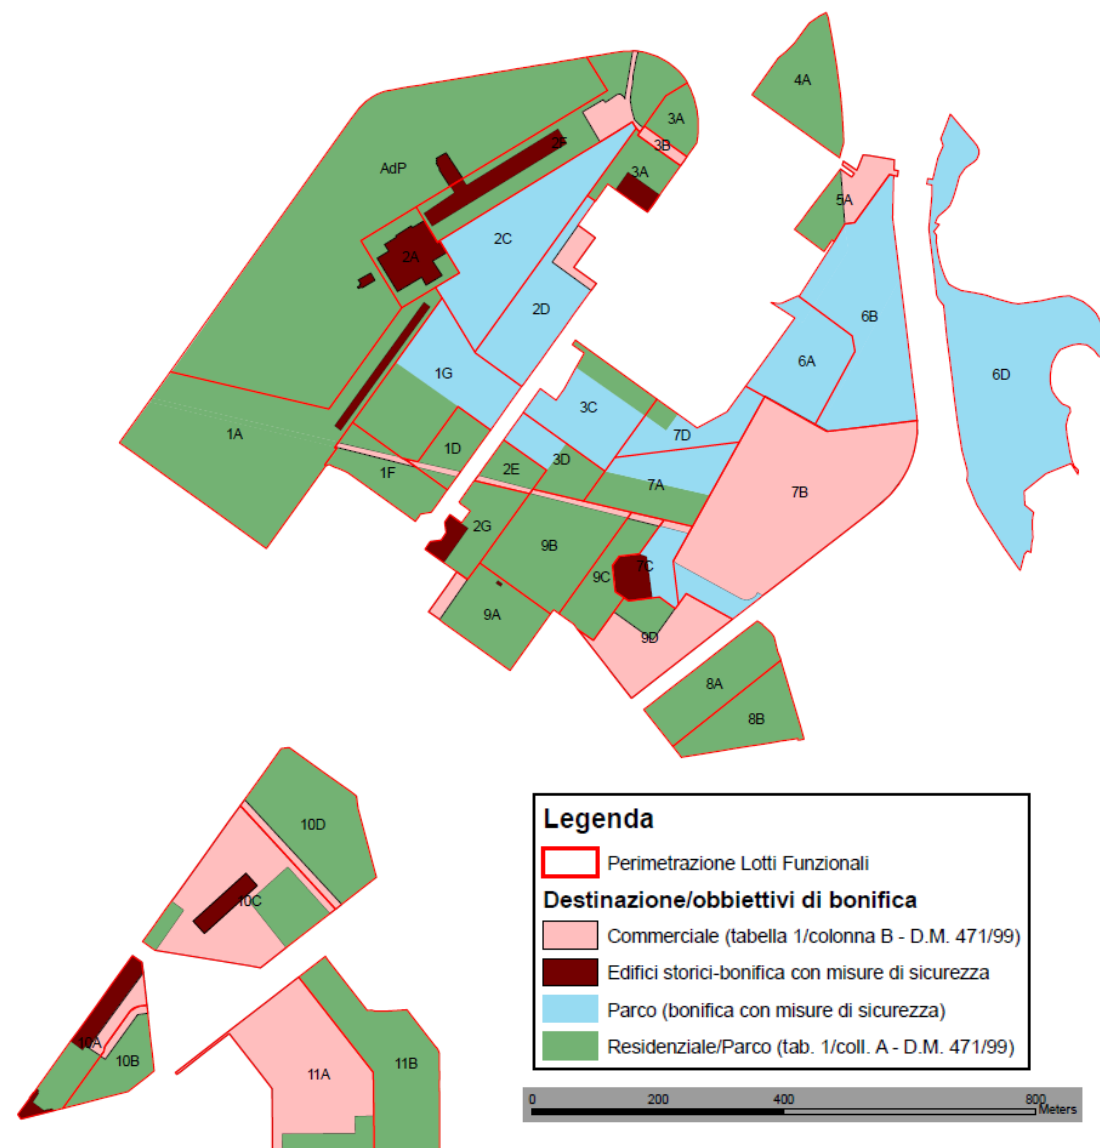 4A
3A
2F
3B
AdP
3A
5A
2C
2A
2D
6B
6A
1G
6D
3C
1A
7D
1D
3D
2E
1F
7A
7B
2G
9B
7C
9C
9A
9D
8A
8B
10D
10C
10A
10B
11A
11B
Legenda
Perimetrazione Lotti Funzionali
Destinazione/obbiettivi di bonifica
Commerciale (tabella 1/colonna B - D.M. 471/99)
Edifici storici-bonifica con misure di sicurezza
Parco (bonifica con misure di sicurezza)
Residenziale/Parco (tab. 1/coll. A - D.M. 471/99)
0 200 400 800
Meters